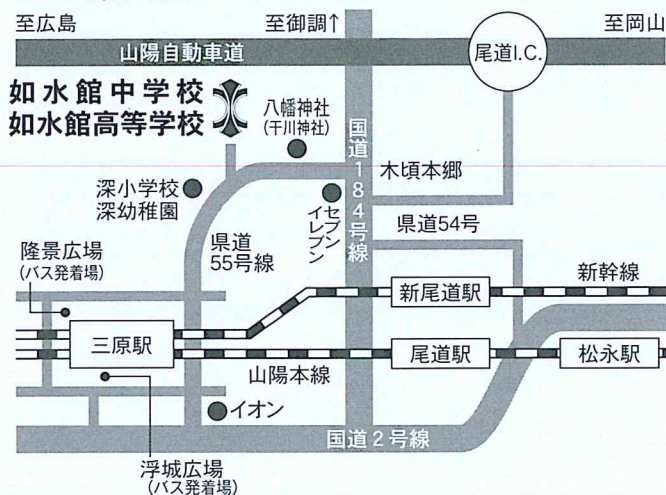 至広島
至御調↑
至岡山
山陽自動車道
尾道I.C.
如水館中学校
如水館高等学校
八幡神社
(干川神社)
国道184号線
木頃本郷
深小学校
深幼稚園
セブン
イレブン
県道54号
県道
55号線
隆景広場
(バス発着場)
新幹線
新尾道駅
三原駅
尾道駅
松永駅
山陽本線
イオン
国道2号線
浮城広場
(バス発着場)